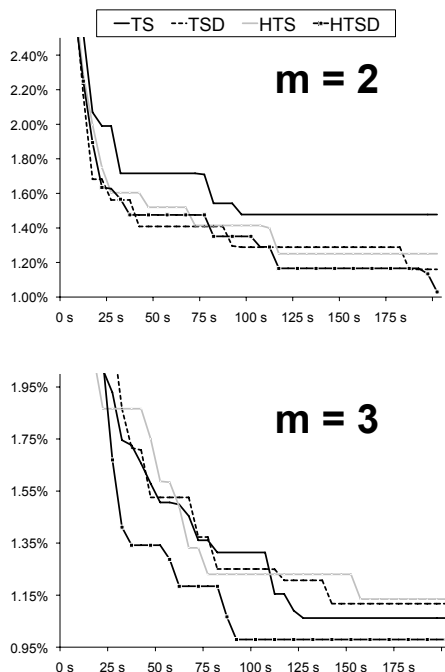 TS TSD HTS HTSD
m = 2
2.40%
2.20%
2.00%
1.80%
1.60%
1.40%
1.20%
1.00%
0 s 25 s 50 s 75 s 100 s 125 s 150 s 175 s
m = 3
1.95%
1.75%
1.55%
1.35%
1.15%
0.95%
0 s 25 s 50 s 75 s 100 s 125 s 150 s 175 s